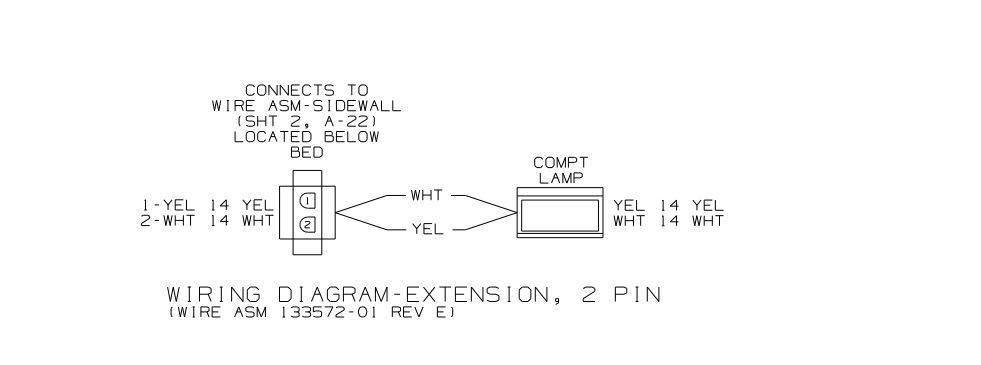 CONNECTS TO
WIRE ASM-SIDEWALL
(SHT 2, A-22)
LOCATED BELOW
BED
COMPT
LAMP
WHT
1-YEL 14 YEL
2-WHT 14 WHT
1
2
YEL 14 YEL
WHT 14 WHT
YEL
WIRING DIAGRAM-EXTENSION, 2 PIN
(WIRE ASM 133572-01 REV E)